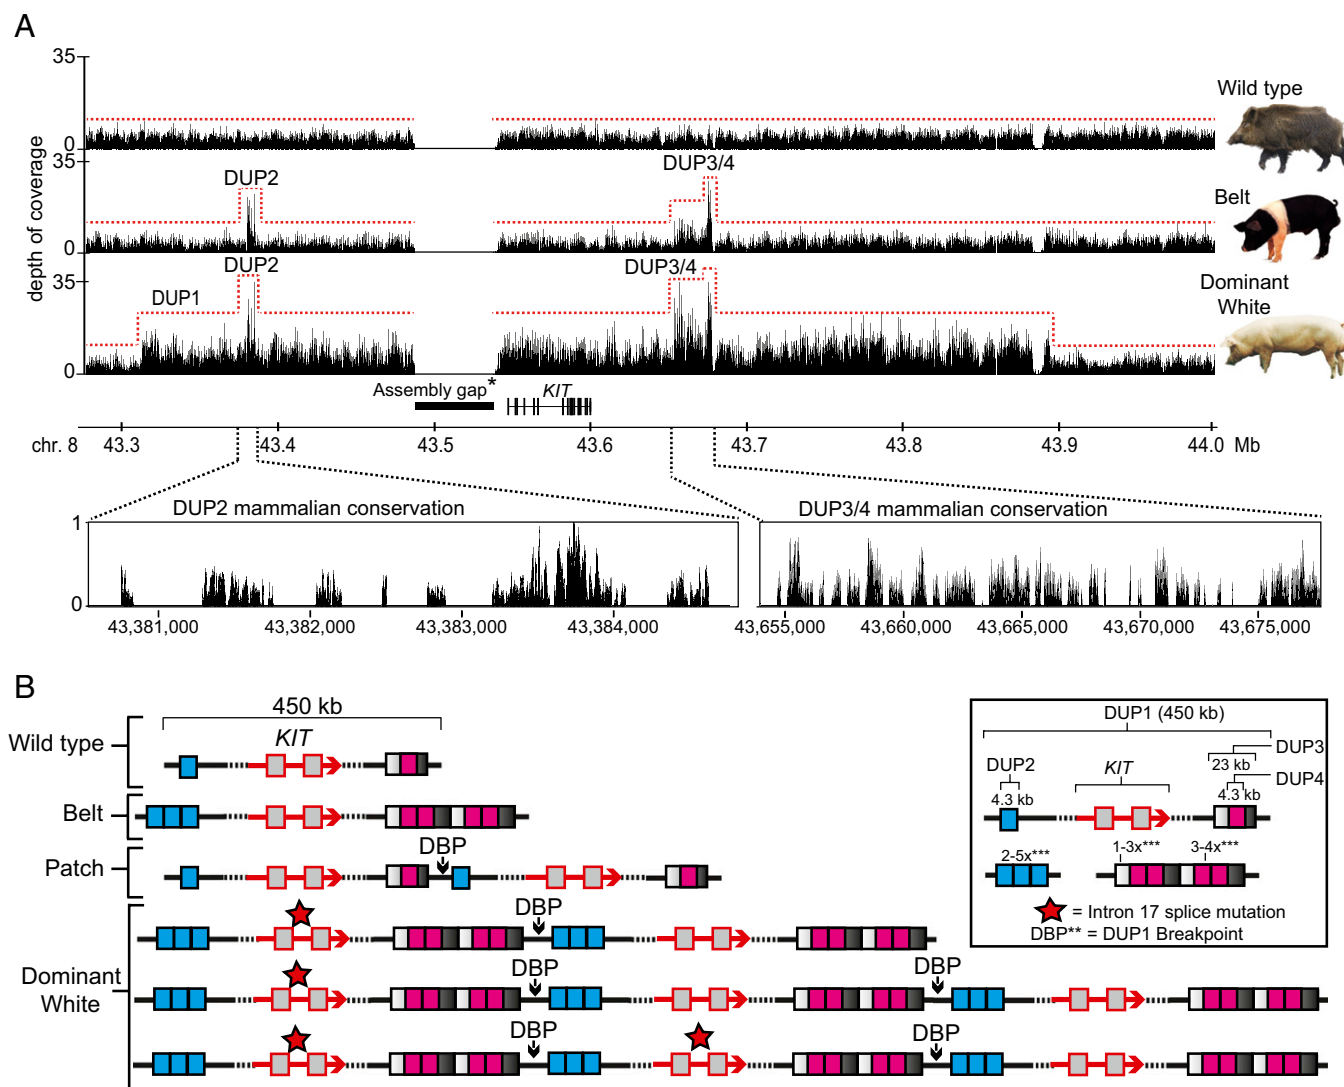 A
35
0
35
0
35
0
depth of coverage
Wild type
DUP2
DUP3/4
Belt
DUP2
DUP3/4
DUP1
Dominant
White
Assembly gap*
KIT
chr. 8
43.3
43.4
43.5
43.6
43.7
43.8
43.9
44.0
Mb
DUP2 mammalian conservation
DUP3/4 mammalian conservation
1
0
43,381,000
43,382,000
43,383,000
43,384,000
43,655,000
43,660,000
43,665,000
43,670,000
43,675,000
B
450 kb
Wild type
KIT
Belt
Patch
DBP
Dominant
White
DBP
DBP
DBP
DBP
DBP
DUP1 (450 kb)
DUP3
23 kb
DUP2
KIT
DUP4
4.3 kb
4.3 kb
2-5x***
1-3x***
3-4x***
= Intron 17 splice mutation
DBP** = DUP1 Breakpoint